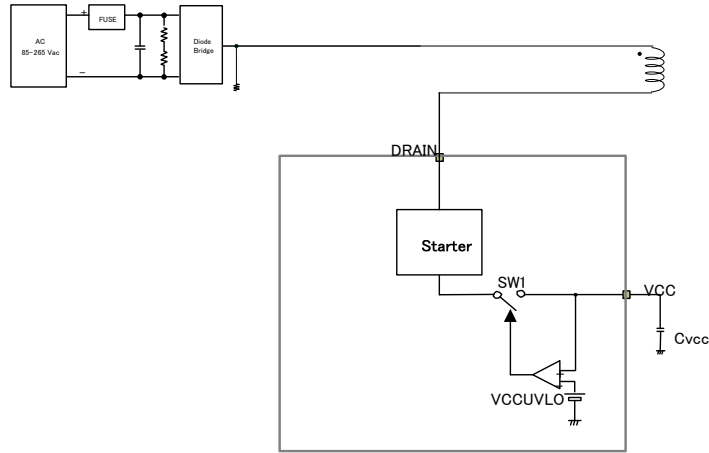 +
FUSE
AC
85-265 Vac
Diode
Bridge
−
DRAIN
Starter
SW1
VCC
Cvcc
+
-
VCCUVLO